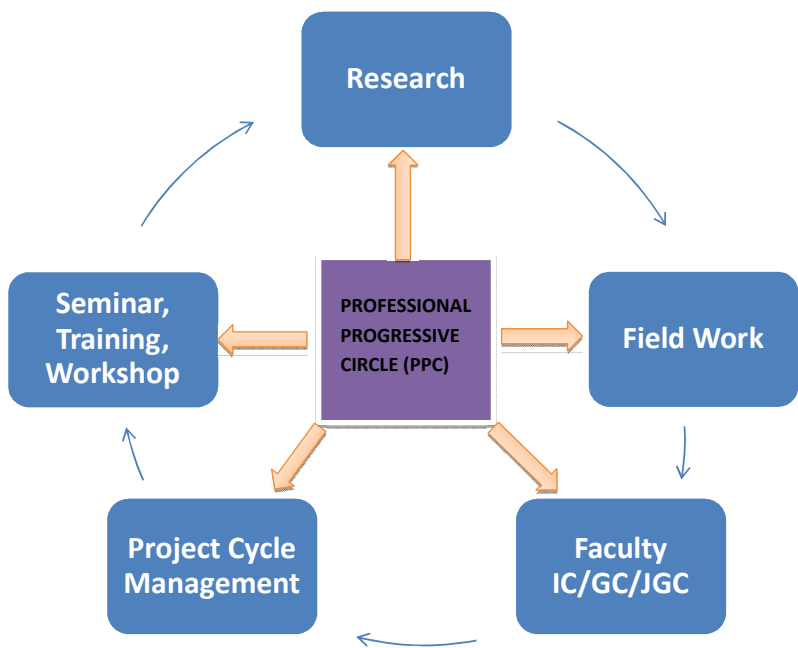 Research
Seminar,
Training,
Workshop
PROFESSIONAL
PROGRESSIVE
CIRCLE (PPC)
Field Work
Project Cycle
Management
Faculty
IC/GC/JGC